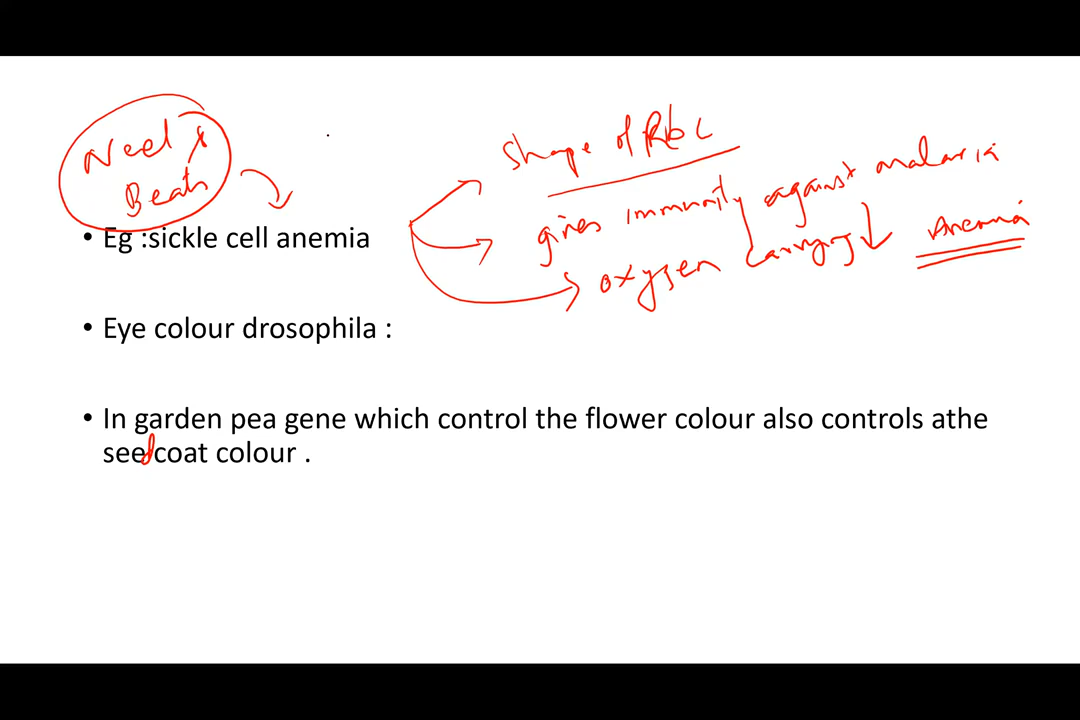 Neel &
Beats
shape of Rbc
gives immunity against malaria
oxygen carrying ↓ Anemia
• Eg :sickle cell anemia
• Eye colour drosophila :
• In garden pea gene which control the flower colour also controls athe
seedcoat colour .